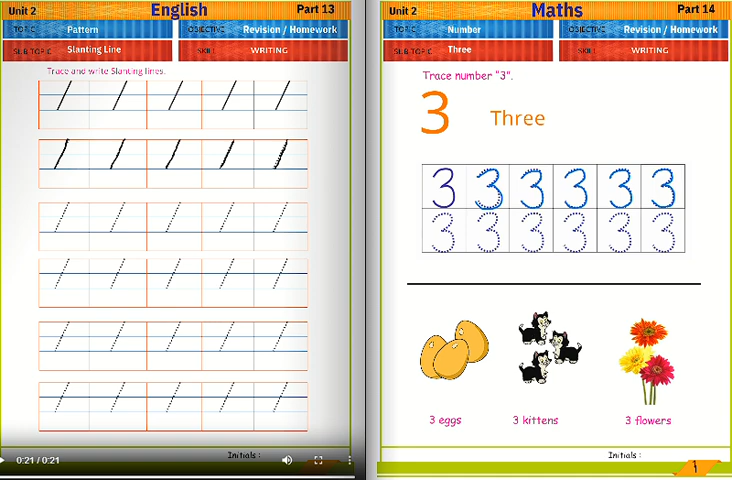 Unit 2 English Part 13
TOPIC Pattern OBJECTIVE Revision / Homework
SUB TOPIC Slanting Line SKILL WRITING
Trace and write Slanting lines.
Initials :
0:21 / 0:21
Unit 2 Maths Part 14
TOPIC Number OBJECTIVE Revision / Homework
SUB TOPIC Three SKILL WRITING
Trace number "3".
3 Three
3 3 3 3 3 3
3 3 3 3 3 3
3 eggs 3 kittens 3 flowers
Initials :
1